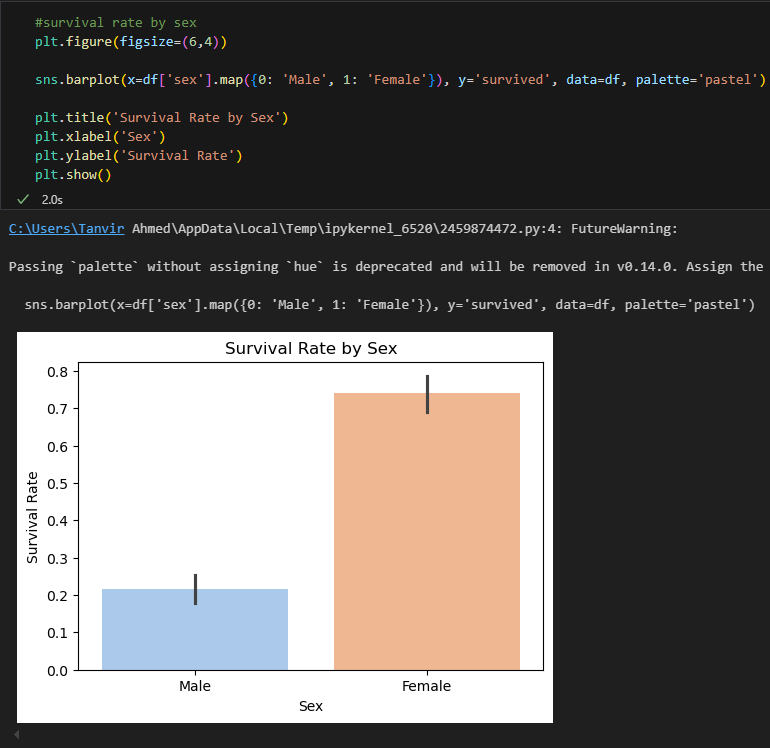 #survival rate by sex
plt.figure(figsize=(6,4))
sns.barplot(x=df['sex'].map({0: 'Male', 1: 'Female'}), y='survived', data=df, palette='pastel')
plt.title('Survival Rate by Sex')
plt.xlabel('Sex')
plt.ylabel('Survival Rate')
plt.show()
2.0s
C:\Users\Tanvir Ahmed\AppData\Local\Temp\ipykernel_6520\2459874472.py:4: FutureWarning:
Passing `palette` without assigning `hue` is deprecated and will be removed in v0.14.0. Assign the
sns.barplot(x=df['sex'].map({0: 'Male', 1: 'Female'}), y='survived', data=df, palette='pastel')
Survival Rate by Sex
0.8
0.7
0.6
0.5
0.4
0.3
0.2
0.1
0.0
Survival Rate
Male Female
Sex